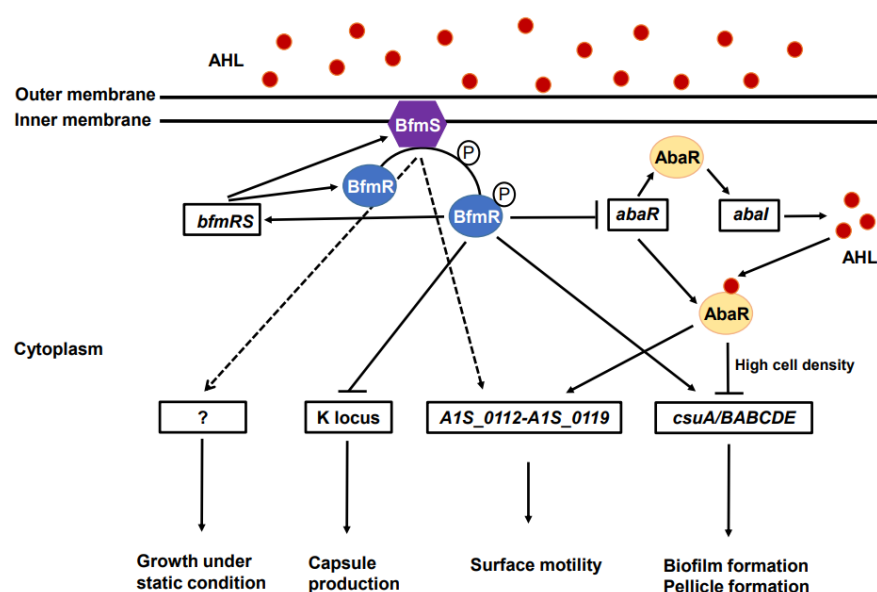 AHL
Outer membrane
Inner membrane
BfmS
P
AbaR
BfmR
P
bfmRS
BfmR
abaR
abaI
AHL
AbaR
Cytoplasm
High cell density
?
K locus
A1S_0112-A1S_0119
csuA/BABCDE
Growth under
static condition
Capsule
production
Surface motility
Biofilm formation
Pellicle formation